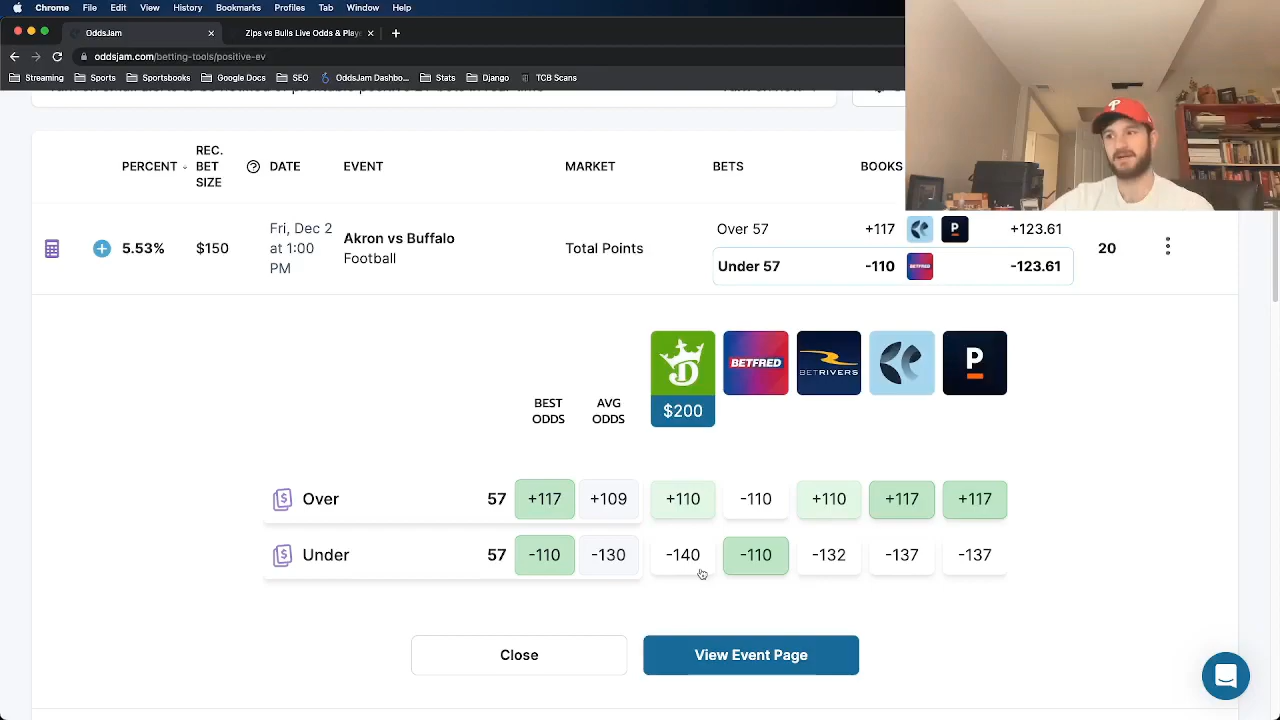 Chrome File Edit View History Bookmarks Profiles Tab Window Help
OddsJam
Zips vs Bulls Live Odds & Playe
oddsjam.com/betting-tools/positive-ev
Streaming Sports Sportsbooks Google Docs SEO OddsJam Dashbo... Stats Django TCB Scans
PERCENT
REC.
BET
SIZE
DATE
EVENT
MARKET
BETS
BOOKS
5.53%
$150
Fri, Dec 2
at 1:00
PM
Akron vs Buffalo
Football
Total Points
Over 57 +117 P +123.61
Under 57 -110 BETFRED -123.61
20
BEST
ODDS
AVG
ODDS
$200
BETFRED
BETRIVERS
P
Over 57 +117 +109 +110 -110 +110 +117 +117
Under 57 -110 -130 -140 -110 -132 -137 -137
Close
View Event Page